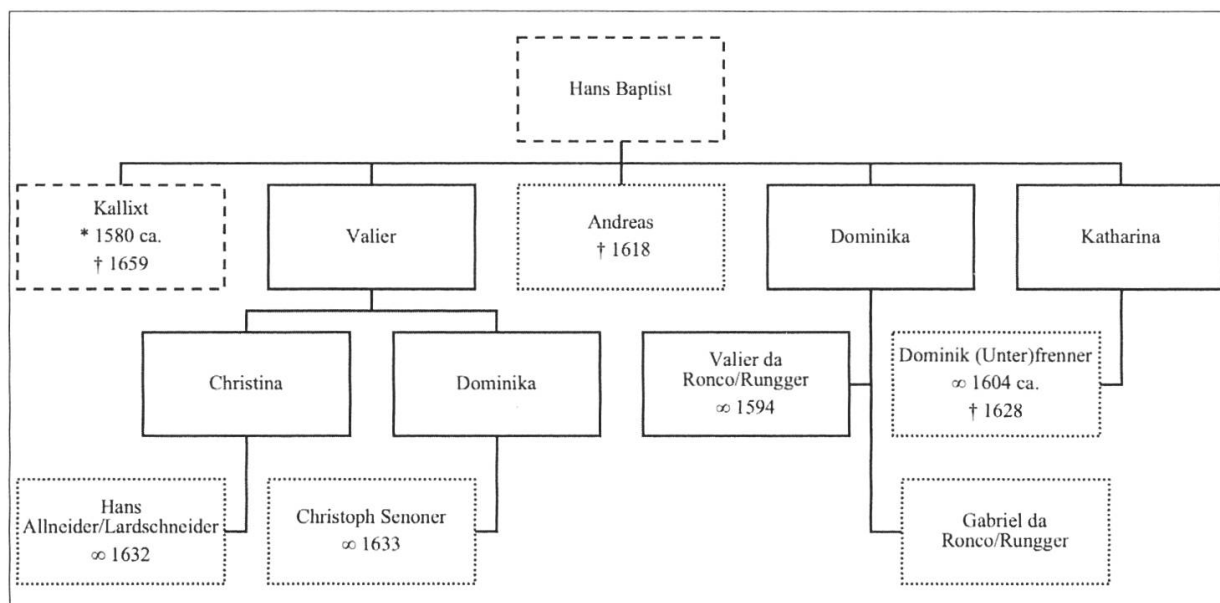 Hans Baptist
Kallixt
* 1580 ca.
† 1659
Valier
Andreas
† 1618
Dominika
Katharina
Christina
Dominika
Valier da
Ronco/Rungger
∞ 1594
Dominik (Unter)frenner
∞ 1604 ca.
† 1628
Hans
Allneider/Lardschneider
∞ 1632
Christoph Senoner
∞ 1633
Gabriel da
Ronco/Rungger